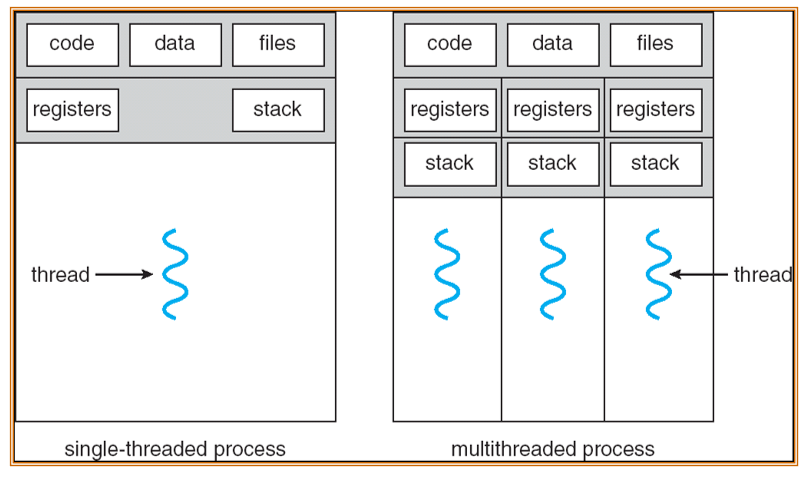 code data files
registers stack
thread
single-threaded process
code data files
registers registers registers
stack stack stack
thread
multithreaded process